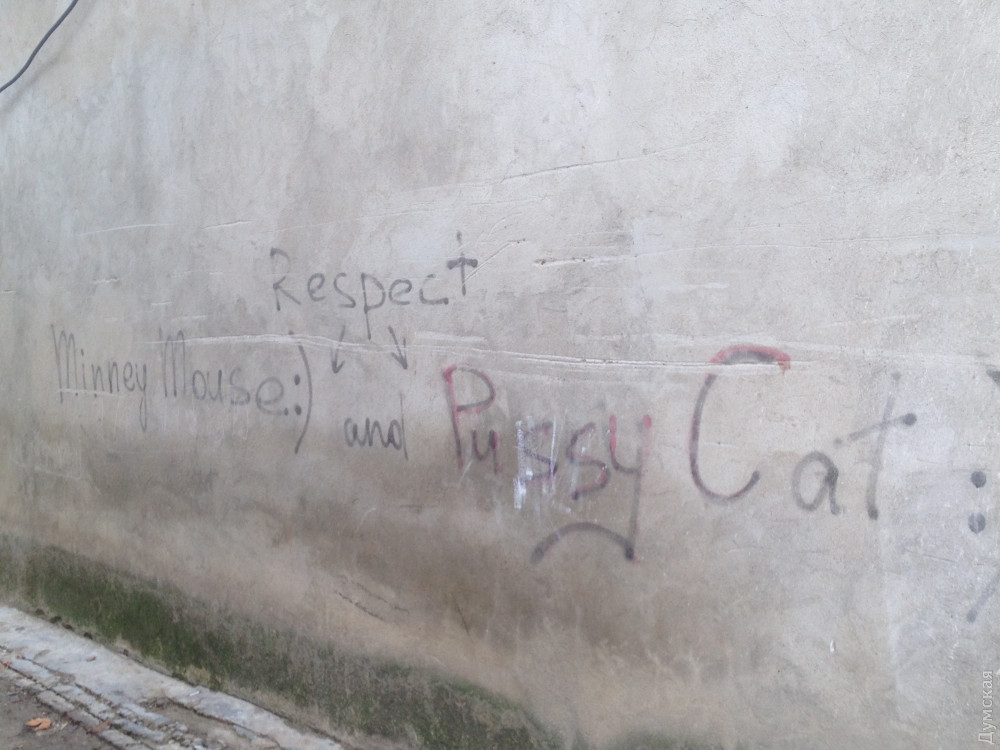 Respect
Minney Mouse:) and Pussy Cat :)
Думская